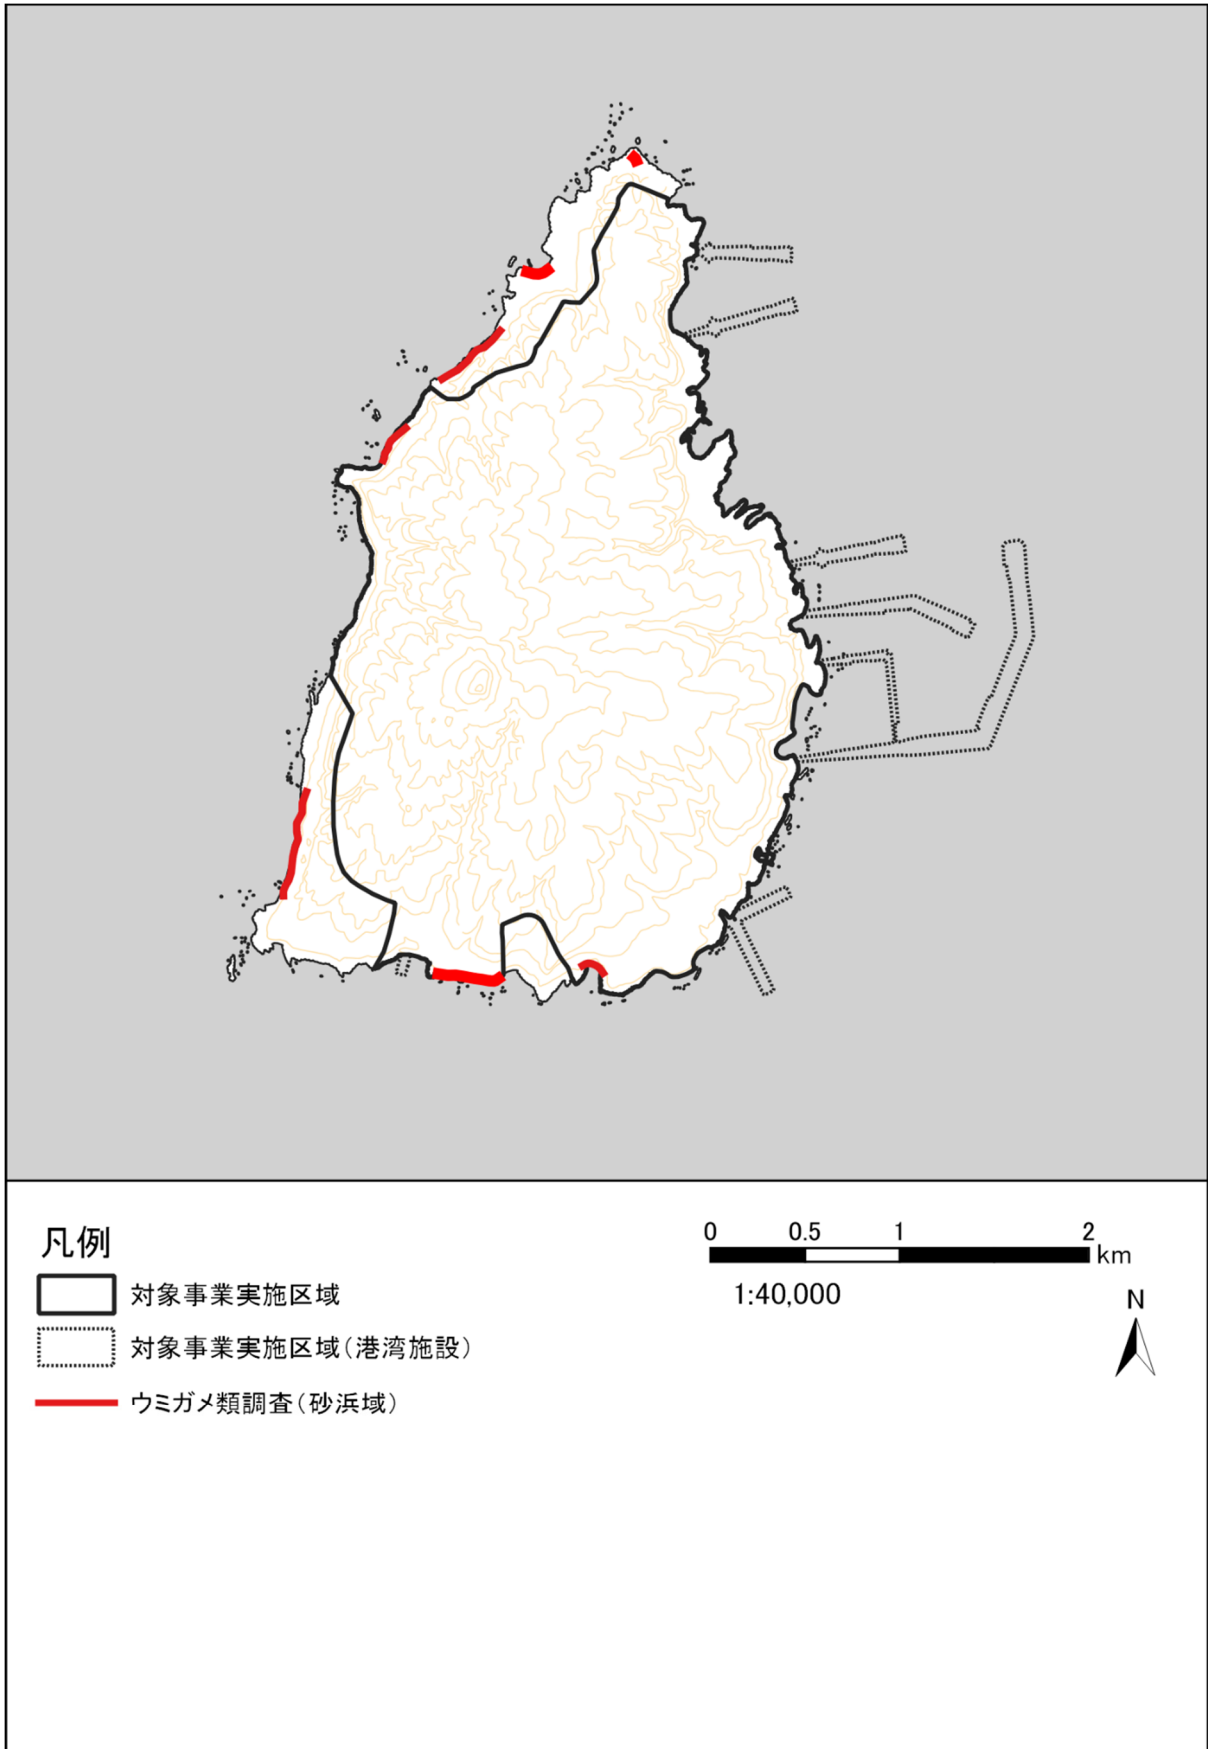 凡例
対象事業実施区域
対象事業実施区域(港湾施設)
ウミガメ類調査(砂浜域)
0 0.5 1 2
km
1:40,000
N